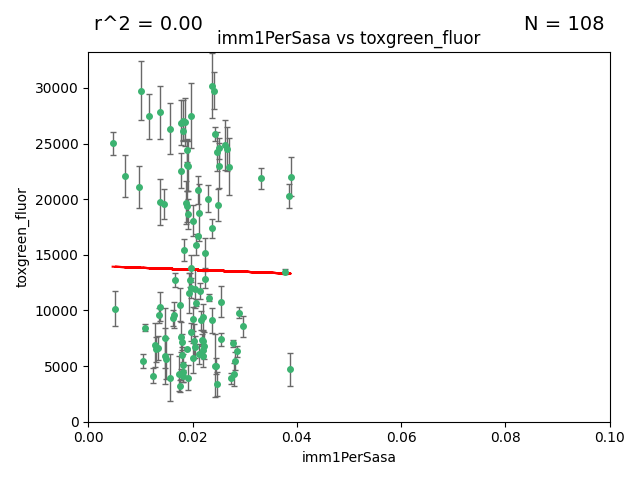 r^2 = 0.00
N = 108
imm1PerSasa vs toxgreen_fluor
toxgreen_fluor
30000
25000
20000
15000
10000
5000
0
0.00
0.02
0.04
0.06
0.08
0.10
imm1PerSasa